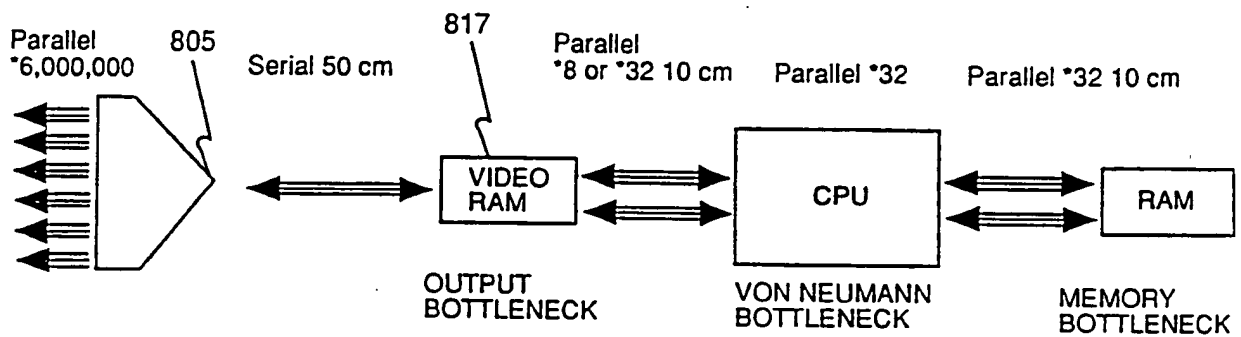 Parallel
*6,000,000
805
Serial 50 cm
817
Parallel
*8 or *32 10 cm
Parallel *32
Parallel *32 10 cm
VIDEO
RAM
CPU
RAM
OUTPUT
BOTTLENECK
VON NEUMANN
BOTTLENECK
MEMORY
BOTTLENECK